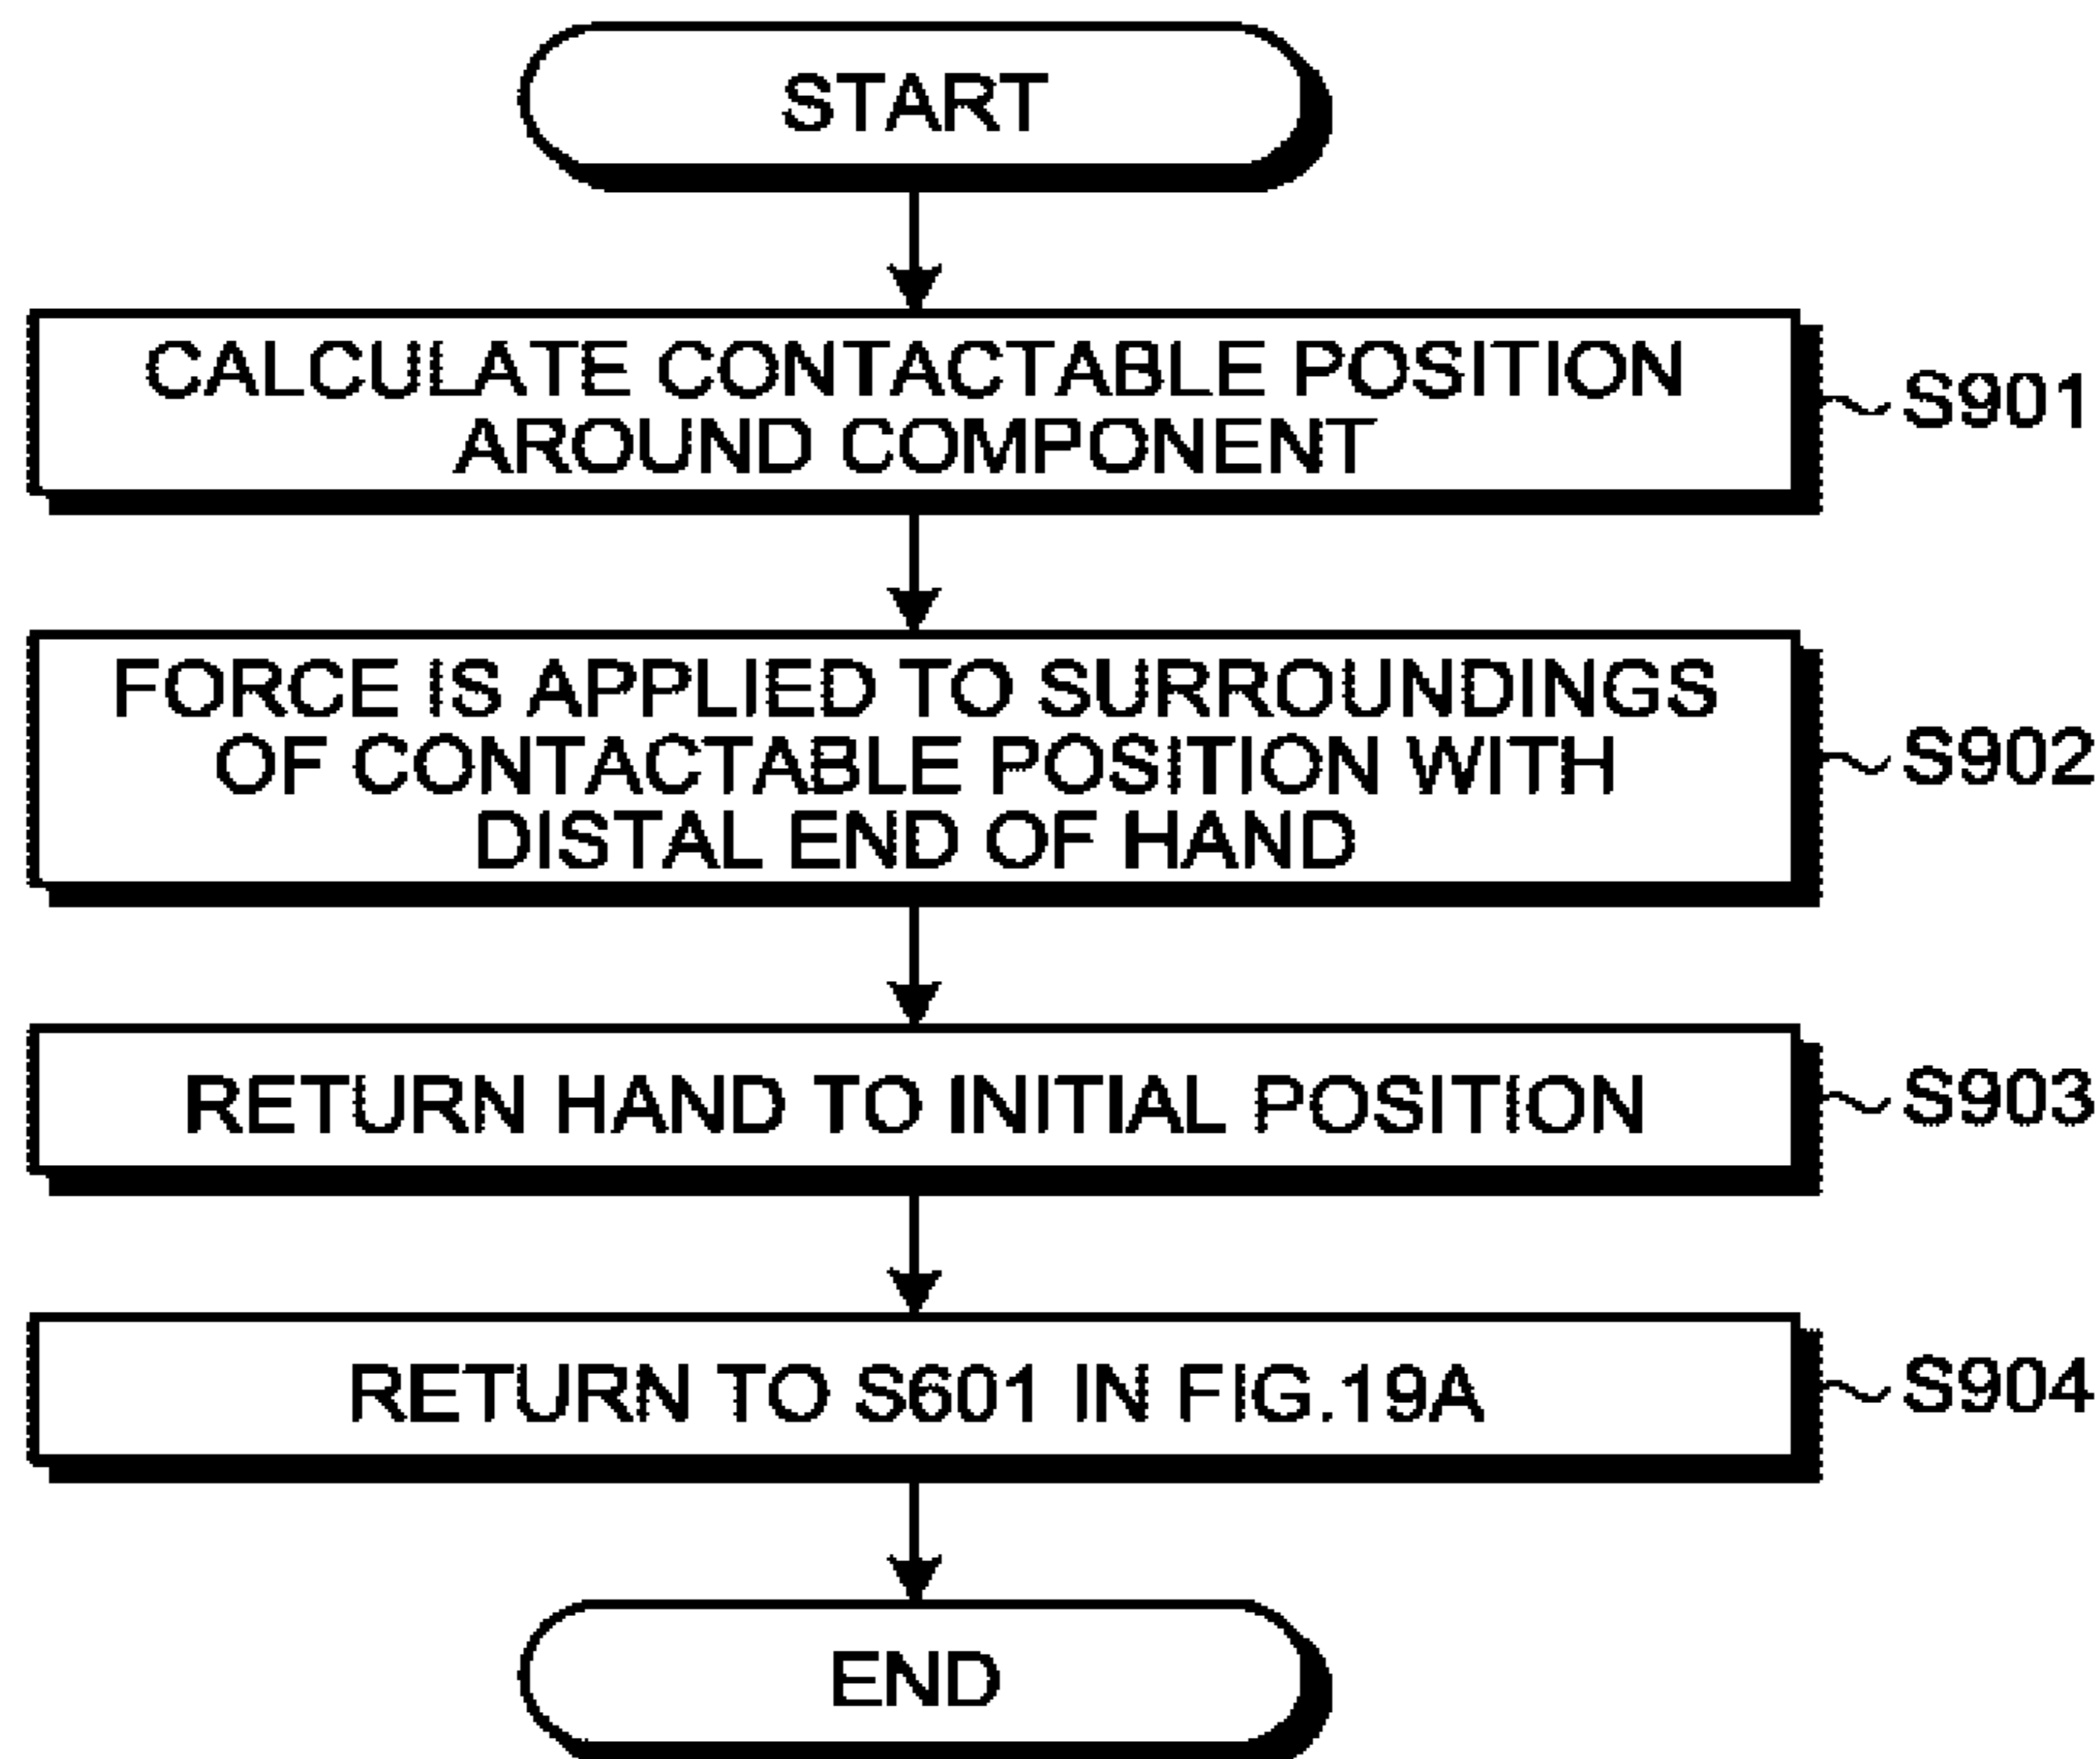 START
CALCULATE CONTACTABLE POSITION
AROUND COMPONENT
S901
FORCE IS APPLIED TO SURROUNDINGS
OF CONTACTABLE POSITION WITH
DISTAL END OF HAND
S902
RETURN HAND TO INITIAL POSITION
S903
RETURN TO S601 IN FIG.19A
S904
END